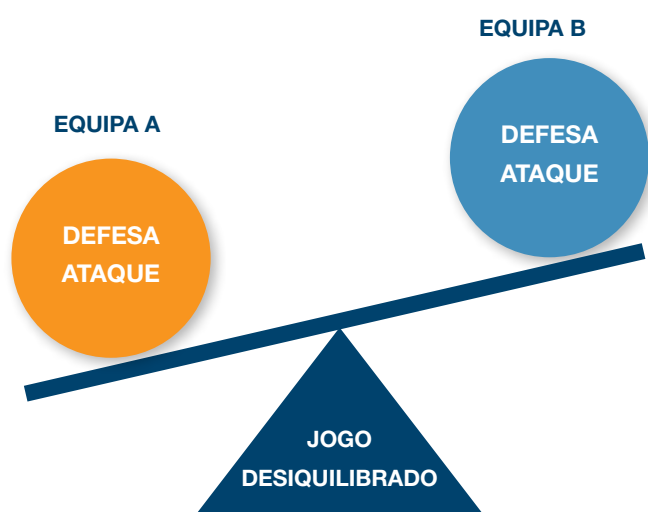 EQUIPA B
EQUIPA A
DEFESA
ATAQUE
DEFESA
ATAQUE
JOGO
DESIQUILIBRADO